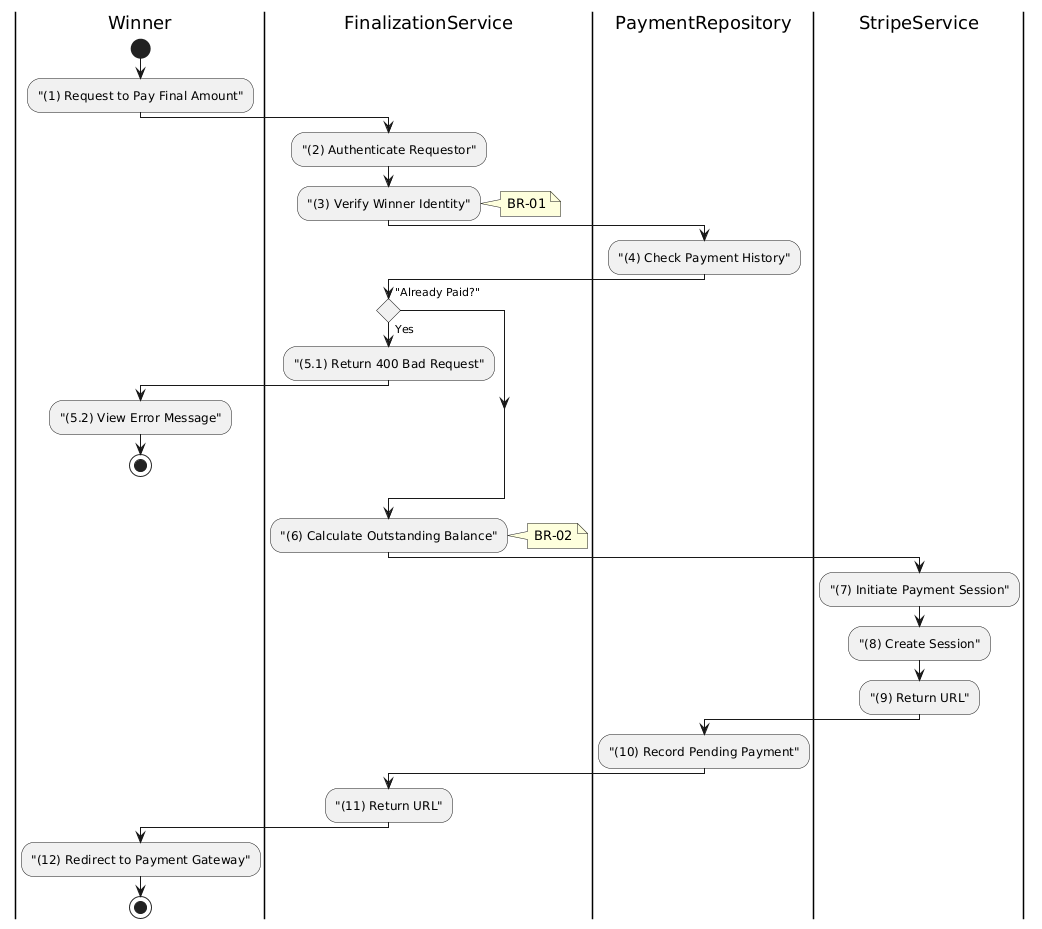 Winner
FinalizationService
PaymentRepository
StripeService
"(1) Request to Pay Final Amount"
"(2) Authenticate Requestor"
"(3) Verify Winner Identity"
BR-01
"(4) Check Payment History"
"Already Paid?"
Yes
"(5.1) Return 400 Bad Request"
"(5.2) View Error Message"
"(6) Calculate Outstanding Balance"
BR-02
"(7) Initiate Payment Session"
"(8) Create Session"
"(9) Return URL"
"(10) Record Pending Payment"
"(11) Return URL"
"(12) Redirect to Payment Gateway"